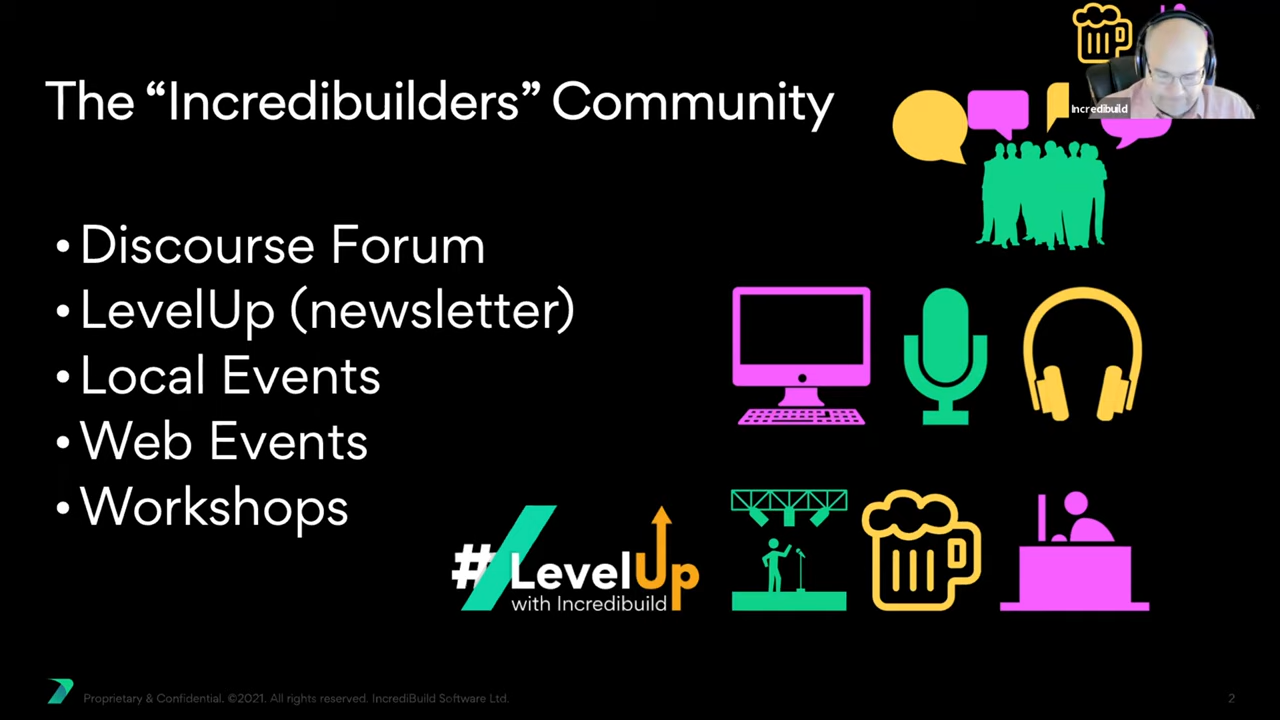 The “Incredibuilders” Community
Incredibuild
• Discourse Forum
• LevelUp (newsletter)
• Local Events
• Web Events
• Workshops
#LevelUp
with Incredibuild
Proprietary & Confidential. ©2021. All rights reserved. IncrediBuild Software Ltd.
2